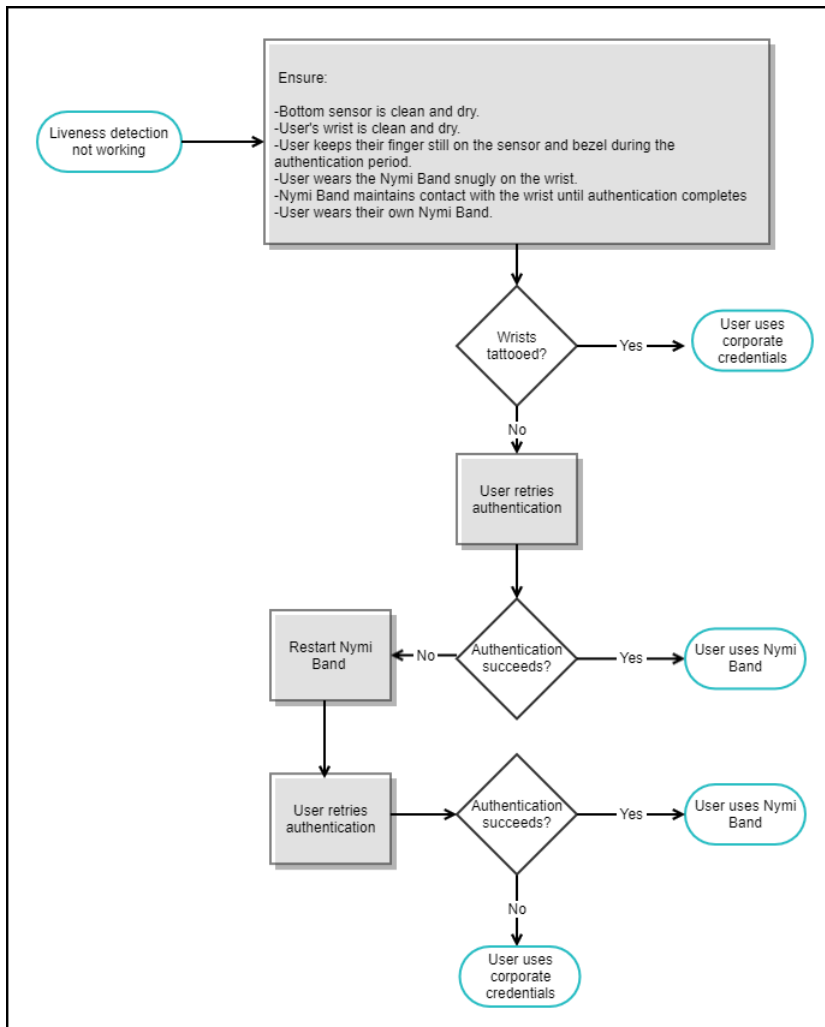 Ensure:
-Bottom sensor is clean and dry.
-User's wrist is clean and dry.
-User keeps their finger still on the sensor and bezel during the
authentication period.
-User wears the Nymi Band snugly on the wrist.
-Nymi Band maintains contact with the wrist until authentication completes
-User wears their own Nymi Band.
Liveness detection
not working
Wrists
tattooed?
Yes
User uses
corporate
credentials
No
User retries
authentication
Authentication
succeeds?
Yes
User uses Nymi
Band
No
Restart Nymi
Band
User retries
authentication
Authentication
succeeds?
Yes
User uses Nymi
Band
No
User uses
corporate
credentials